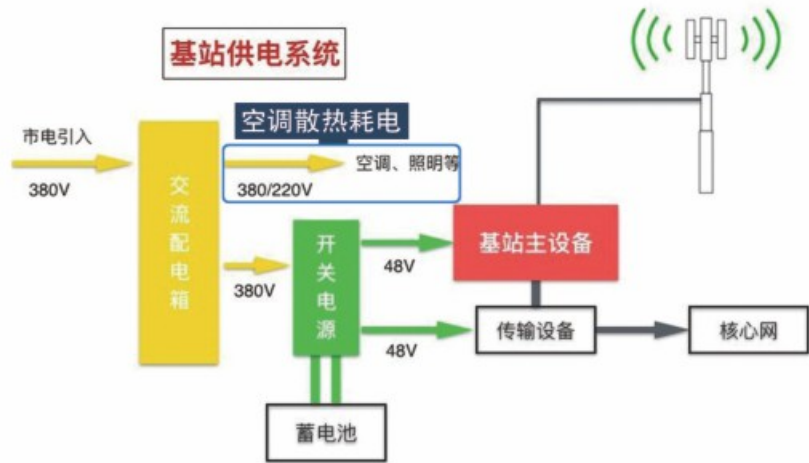 基站供电系统
空调散热耗电
市电引入
380V
交流配电箱
380/220V
空调、照明等
380V
开关电源
48V
48V
基站主设备
传输设备
核心网
蓄电池